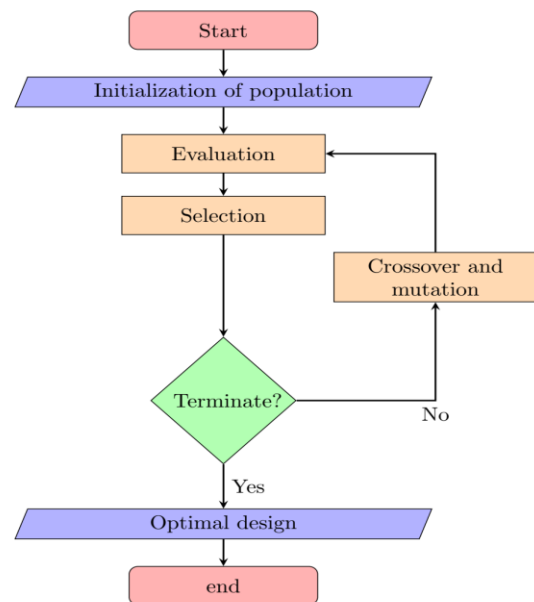 Start
Initialization of population
Evaluation
Selection
Crossover and
mutation
Terminate?
No
Yes
Optimal design
end